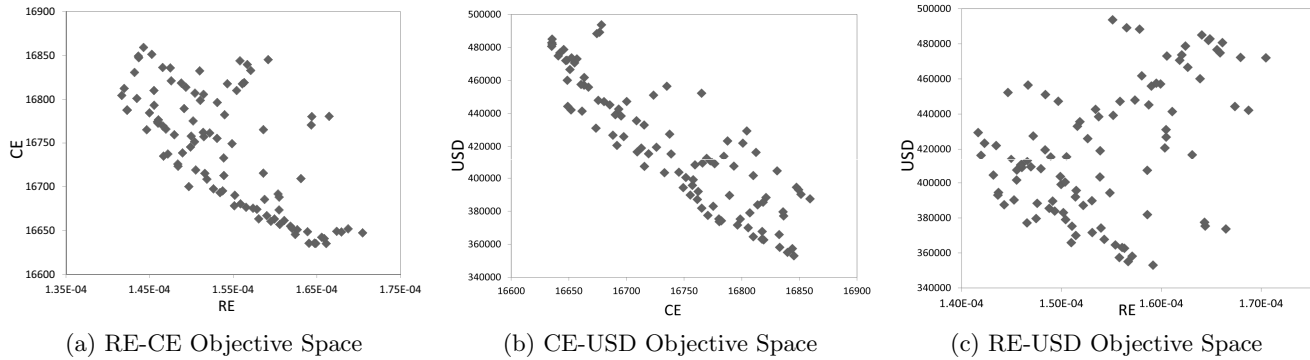 16900
16850
16800
16750
16700
16650
16600
CE
1.35E-04 1.45E-04 1.55E-04 1.65E-04 1.75E-04
RE
(a) RE-CE Objective Space
500000
480000
460000
440000
420000
400000
380000
360000
340000
USD
16600 16650 16700 16750 16800 16850 16900
CE
(b) CE-USD Objective Space
500000
480000
460000
440000
420000
400000
380000
360000
340000
USD
1.40E-04 1.50E-04 1.60E-04 1.70E-04
RE
(c) RE-USD Objective Space